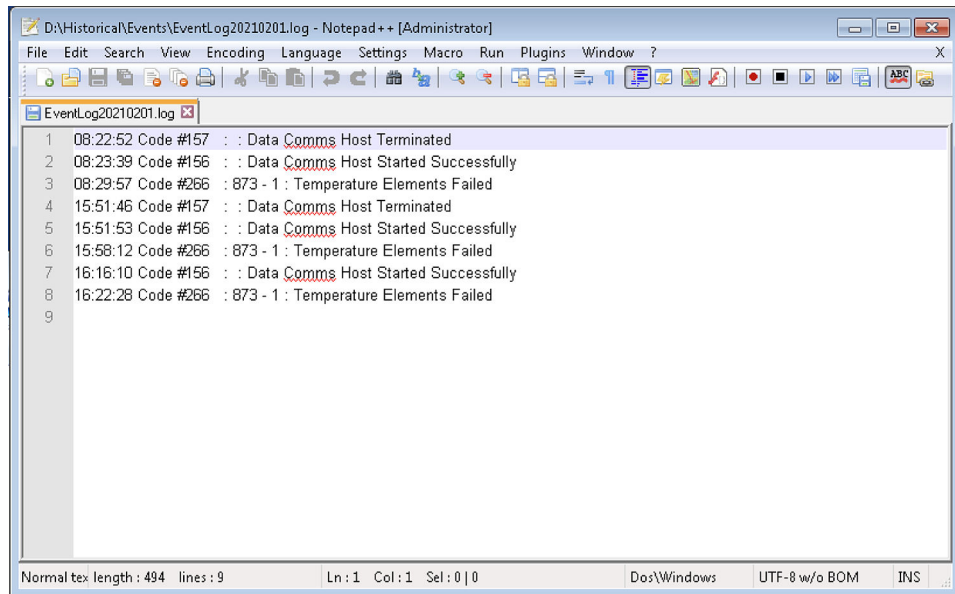 D:\Historical\Events\EventLog20210201.log - Notepad++ [Administrator]
File Edit Search View Encoding Language Settings Macro Run Plugins Window ? X
ABC
EventLog20210201.log
1 08:22:52 Code #157 : : Data Comms Host Terminated
2 08:23:39 Code #156 : : Data Comms Host Started Successfully
3 08:29:57 Code #266 : 873 - 1 : Temperature Elements Failed
4 15:51:46 Code #157 : : Data Comms Host Terminated
5 15:51:53 Code #156 : : Data Comms Host Started Successfully
6 15:58:12 Code #266 : 873 - 1 : Temperature Elements Failed
7 16:16:10 Code #156 : : Data Comms Host Started Successfully
8 16:22:28 Code #266 : 873 - 1 : Temperature Elements Failed
9
Normal tex length : 494 lines : 9 Ln : 1 Col : 1 Sel : 0 | 0 Dos\Windows UTF-8 w/o BOM INS